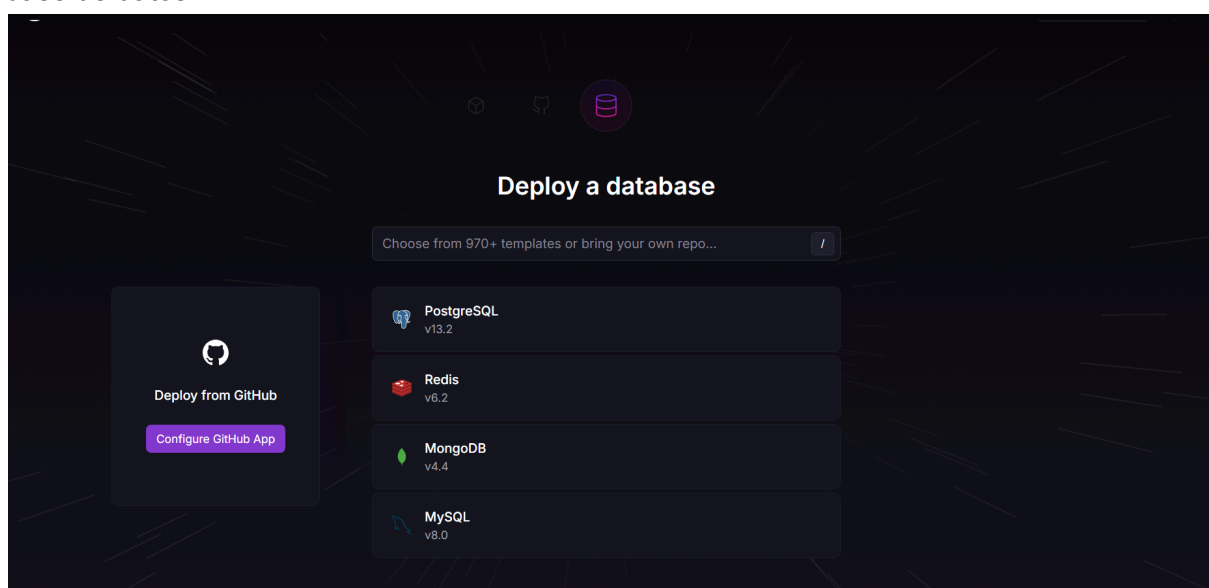 Deploy a database
Choose from 970+ templates or bring your own repo...
/
Deploy from GitHub
Configure GitHub App
PostgreSQL
v13.2
Redis
v6.2
MongoDB
v4.4
MySQL
v8.0